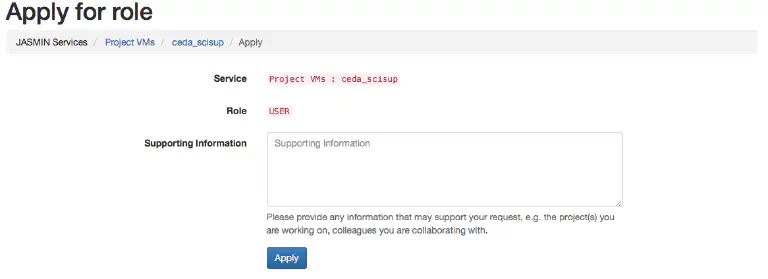 Apply for role
JASMIN Services / Project VMs / ceda_scisup / Apply
Service Project VMs : ceda_scisup
Role USER
Supporting Information Supporting Information
Please provide any information that may support your request, e.g. the project(s) you
are working on, colleagues you are collaborating with.
Apply